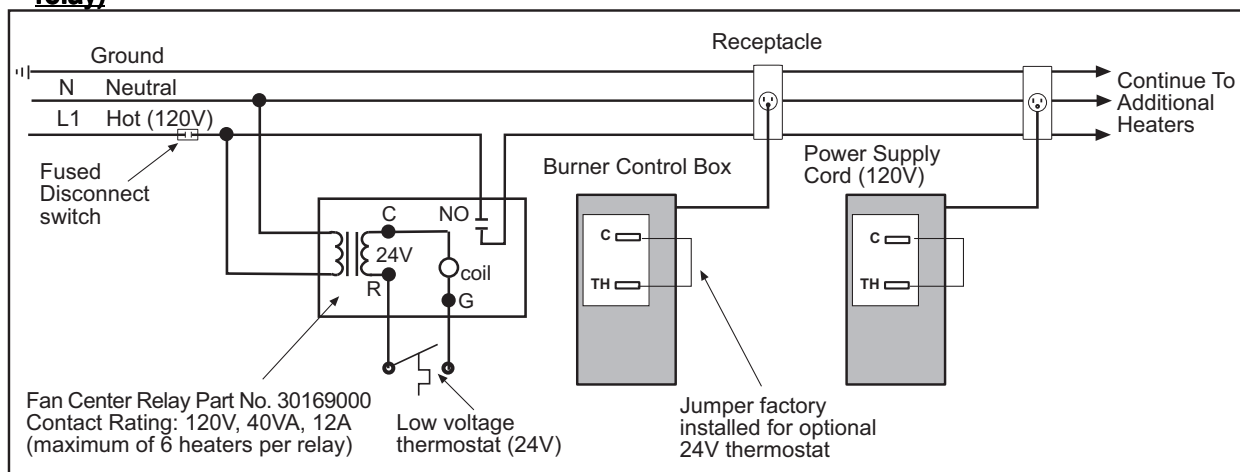 relay)
Ground
N Neutral
L1 Hot (120V)
Fused
Disconnect
switch
Receptacle
Continue To
Additional
Heaters
Burner Control Box
Power Supply
Cord (120V)
C
NO
24V
coil
R
G
C
TH
C
TH
Fan Center Relay Part No. 30169000
Contact Rating: 120V, 40VA, 12A
(maximum of 6 heaters per relay)
Low voltage
thermostat (24V)
Jumper factory
installed for optional
24V thermostat